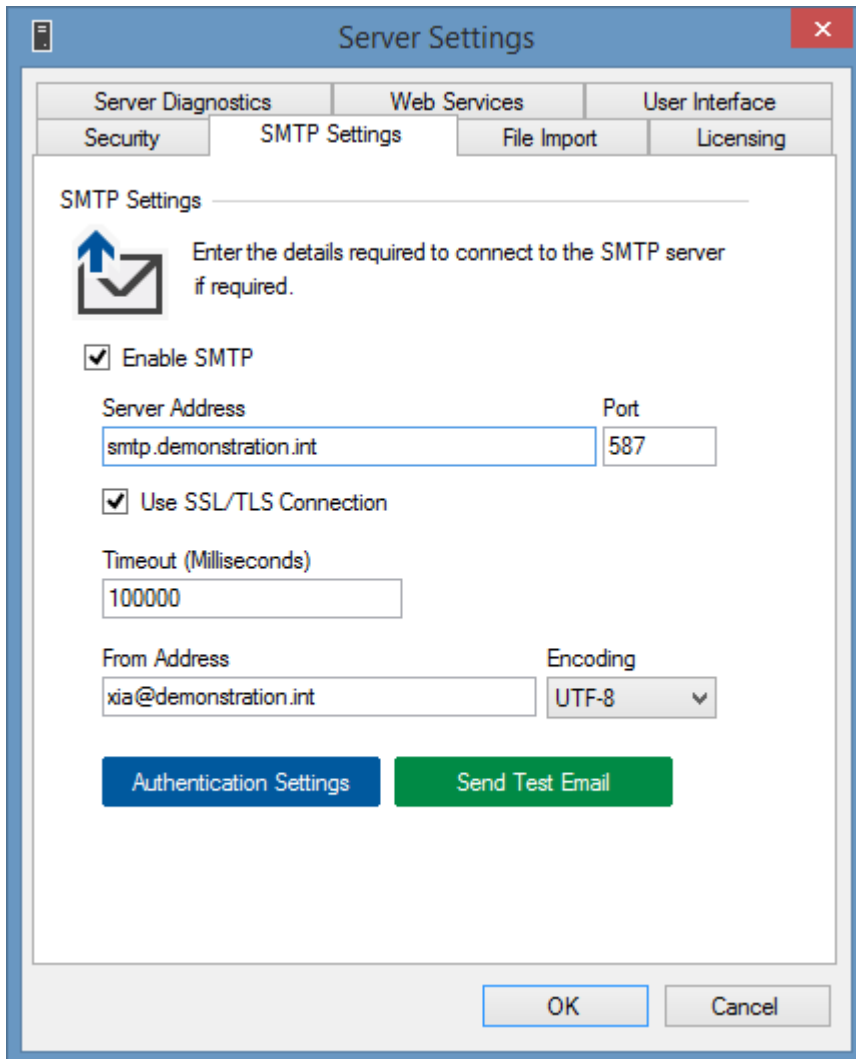 Server Settings
Server Diagnostics Web Services User Interface
Security SMTP Settings File Import Licensing
SMTP Settings
Enter the details required to connect to the SMTP server
if required.
Enable SMTP
Server Address Port
smtp.demonstration.int 587
Use SSL/TLS Connection
Timeout (Milliseconds)
100000
From Address Encoding
xia@demonstration.int UTF-8
Authentication Settings Send Test Email
OK Cancel